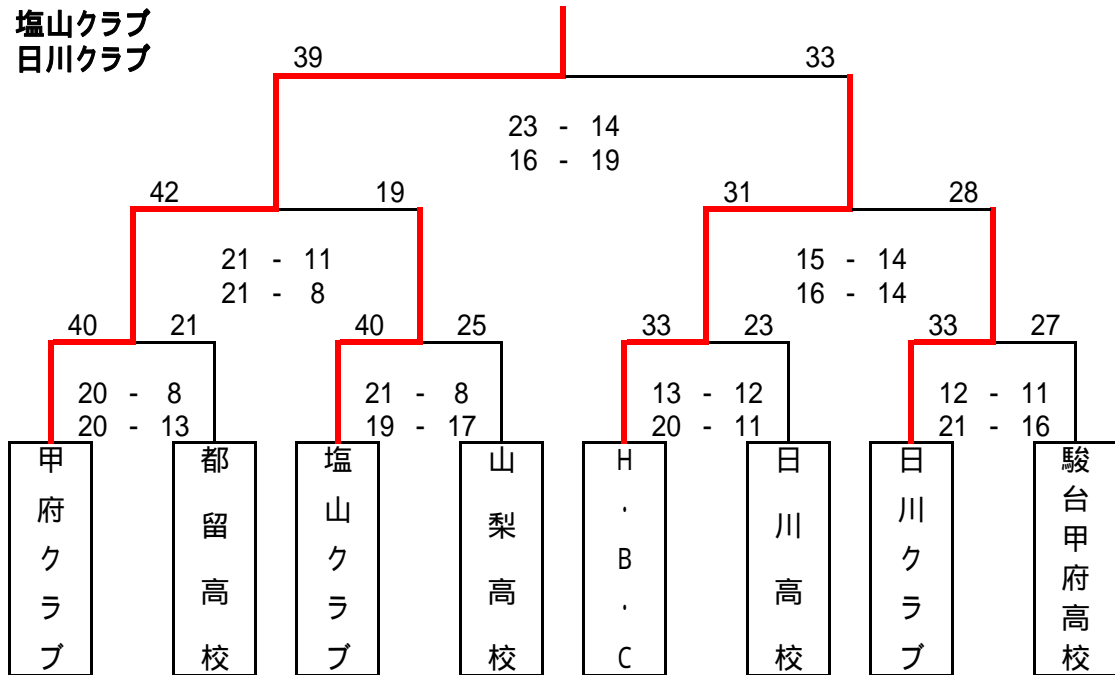 塩山クラブ
日川クラブ
39 33
23 - 14
16 - 19
42 19 31 28
21 - 11 15 - 14
21 - 8 16 - 14
40 21 40 25 33 23 33 27
20 - 8 21 - 8 13 - 12 12 - 11
20 - 13 19 - 17 20 - 11 21 - 16
甲府クラブ
都留高校
塩山クラブ
山梨高校
H・B・C
日川高校
日川クラブ
駿台甲府高校